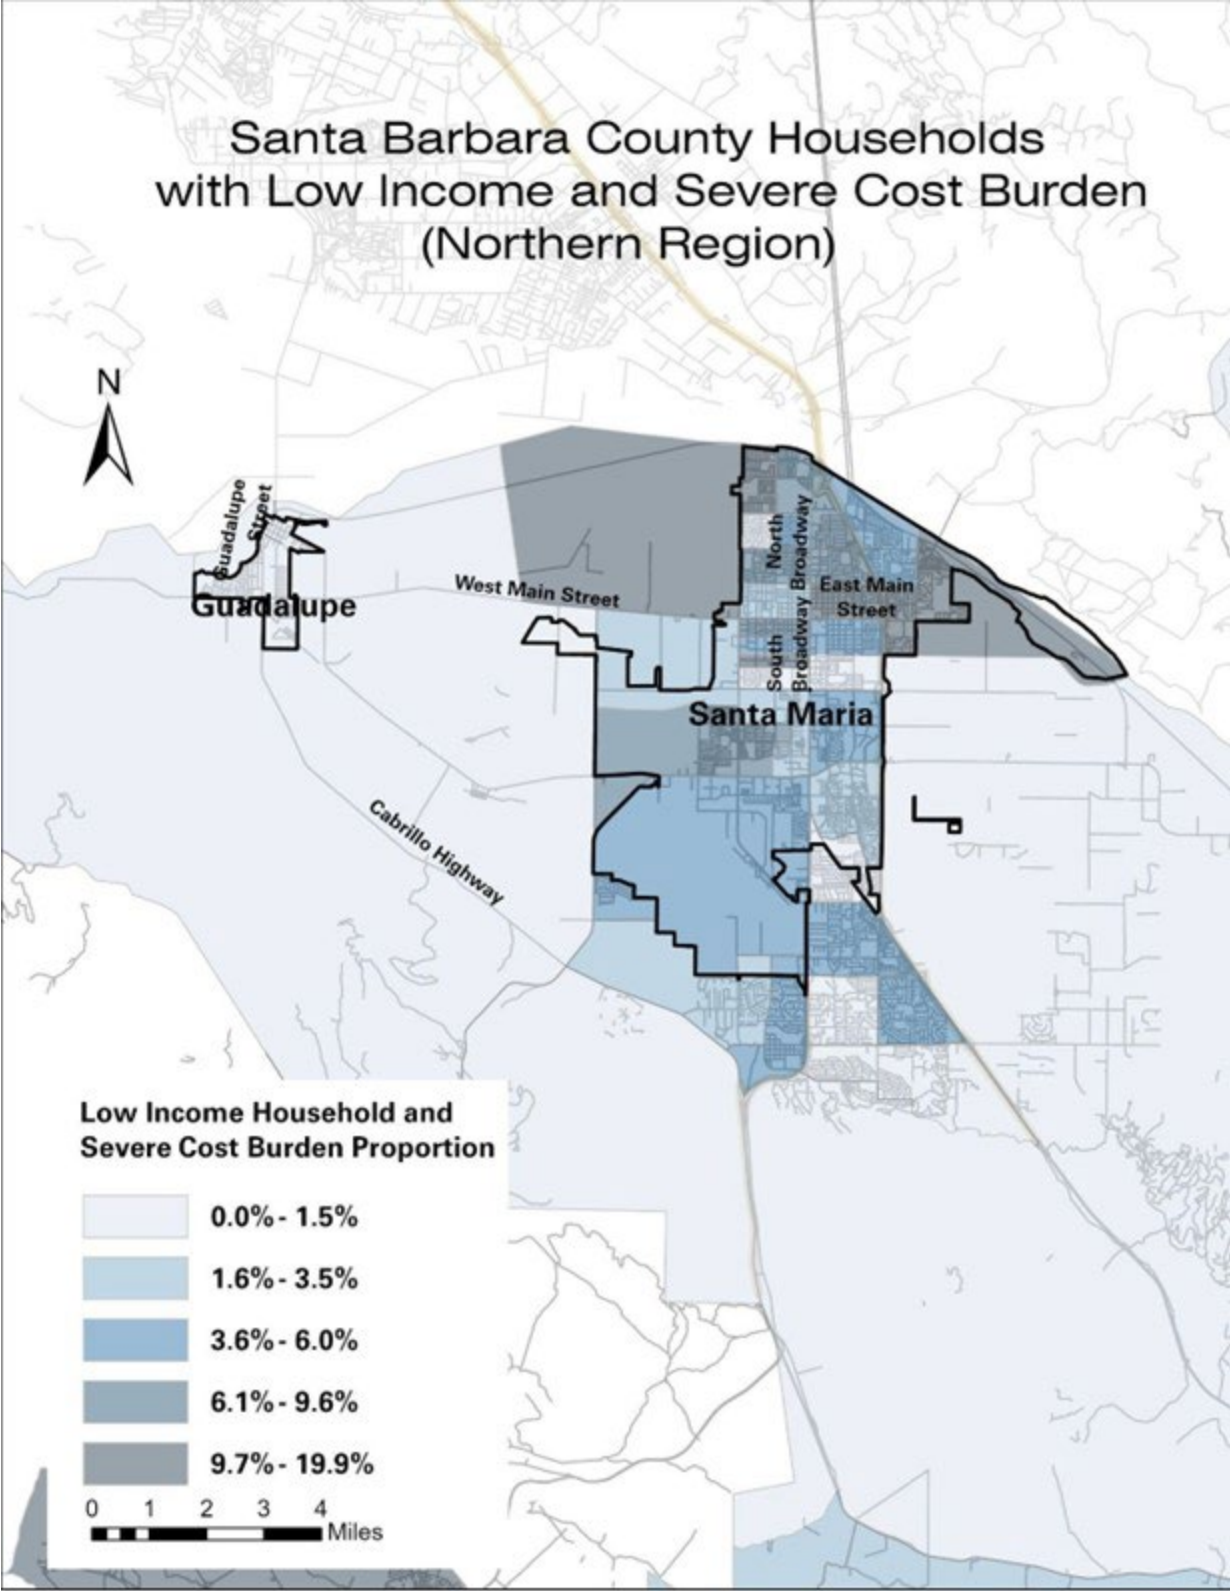 Santa Barbara County Households
with Low Income and Severe Cost Burden
(Northern Region)
N
Guadalupe
Street
Guadalupe
West Main Street
North
Broadway
East Main
Street
South
Broadway
Santa Maria
Cabrillo Highway
Low Income Household and
Severe Cost Burden Proportion
0.0% - 1.5%
1.6% - 3.5%
3.6% - 6.0%
6.1% - 9.6%
9.7% - 19.9%
0 1 2 3 4
Miles